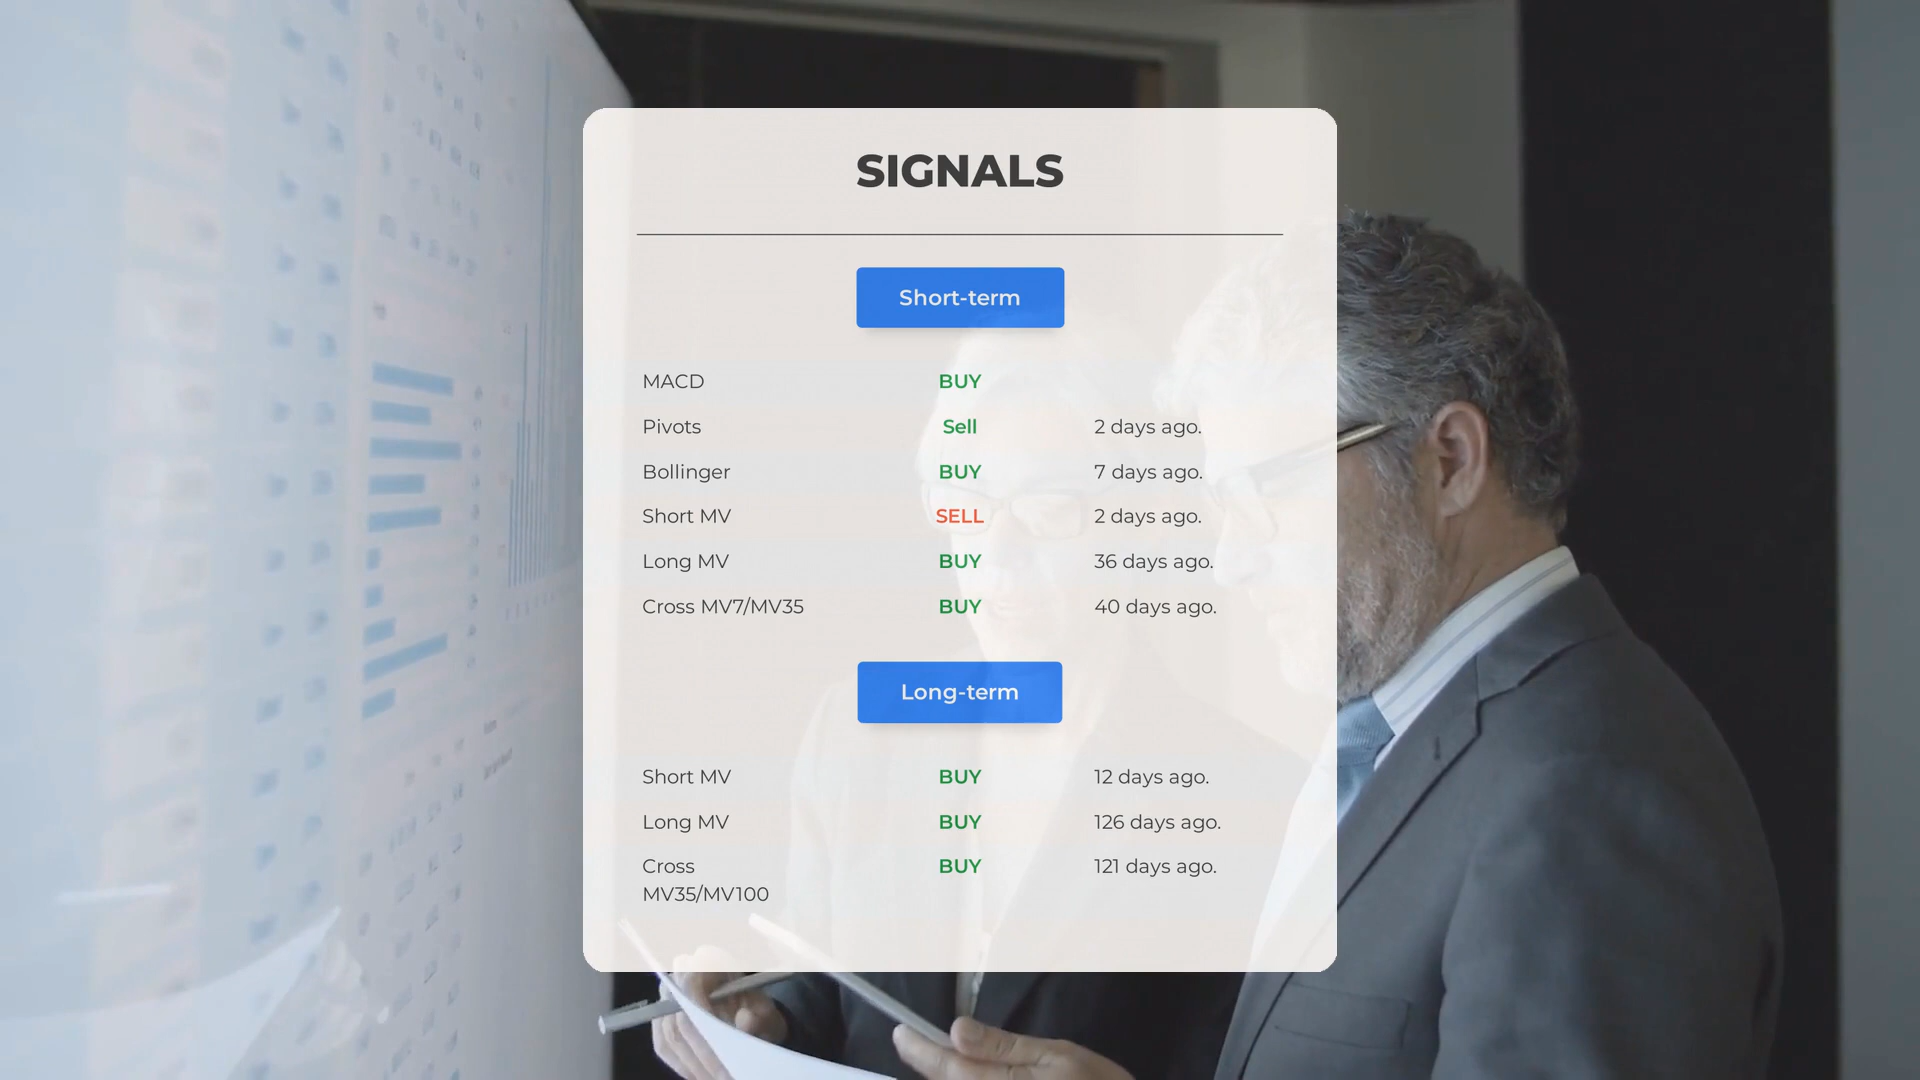 SIGNALS
Short-term
MACD BUY
Pivots Sell 2 days ago.
Bollinger BUY 7 days ago.
Short MV SELL 2 days ago.
Long MV BUY 36 days ago.
Cross MV7/MV35 BUY 40 days ago.
Long-term
Short MV BUY 12 days ago.
Long MV BUY 126 days ago.
Cross BUY 121 days ago.
MV35/MV100